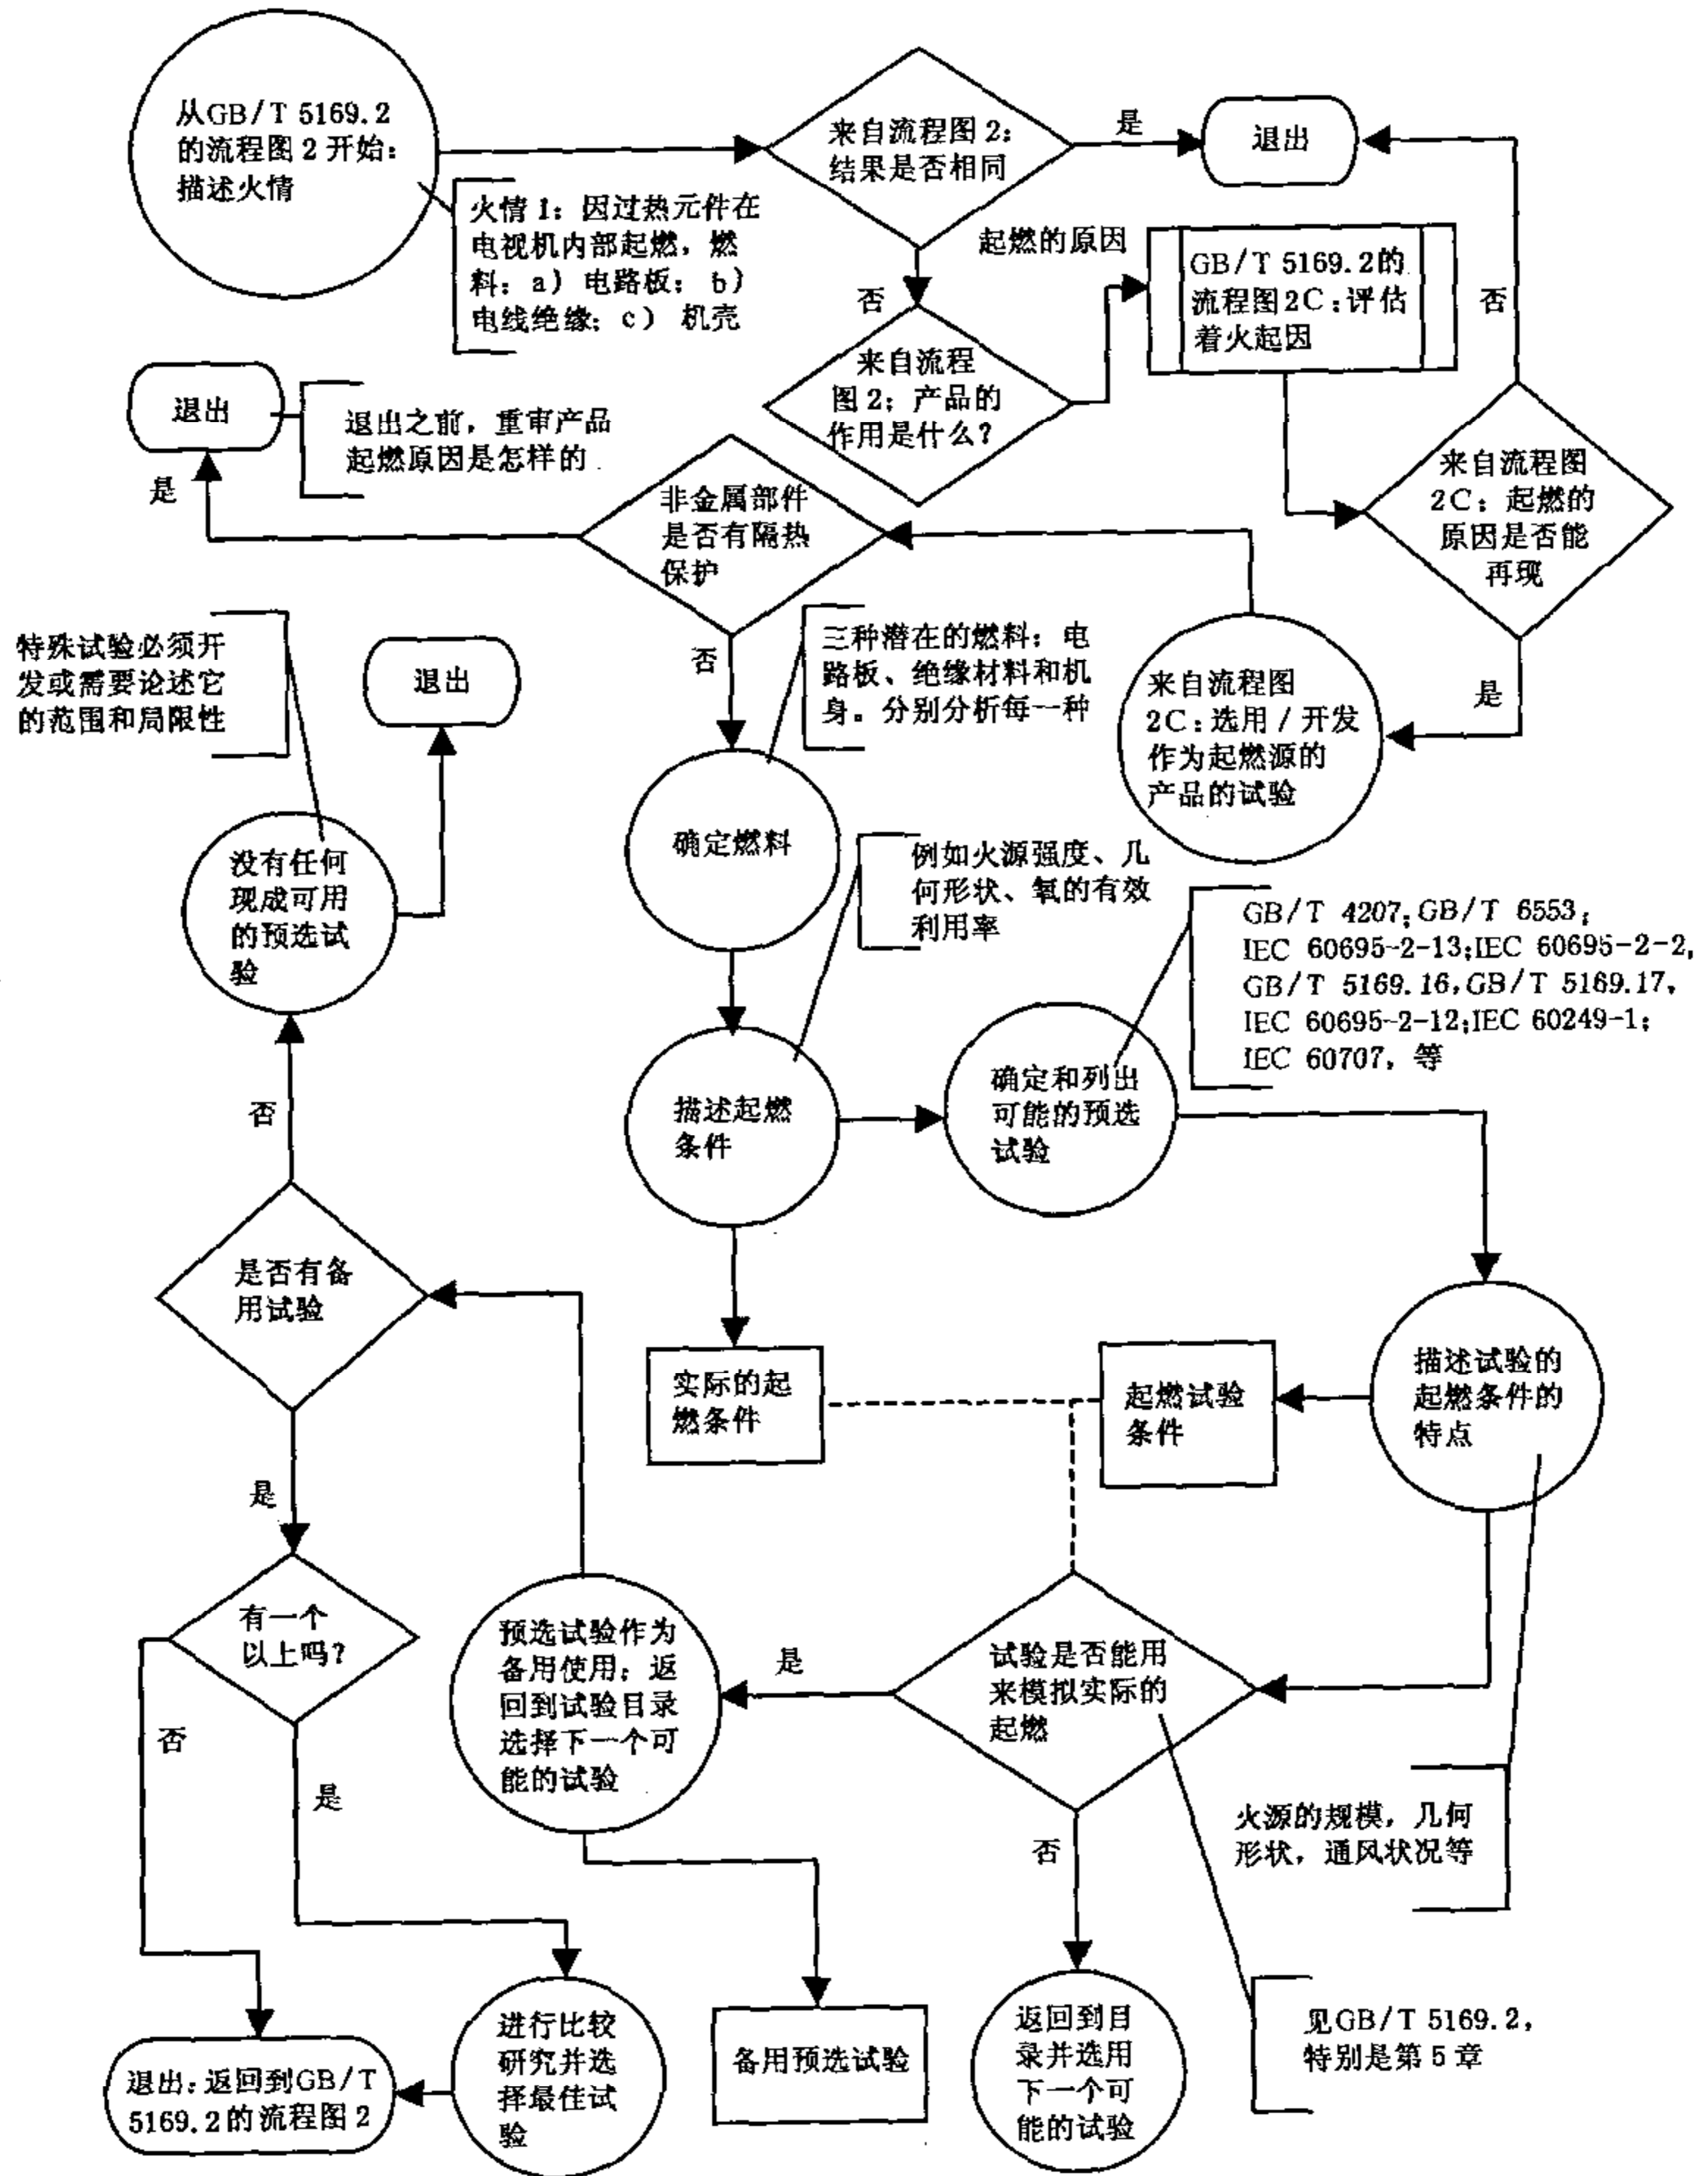 从GB/T 5169.2
的流程图2开始：
描述火情
来自流程图2：
结果是否相同
是
退出
火情1：因过热元件在
电视机内部起燃，燃
料：a）电路板；b）
电线绝缘；c）机壳
否
起燃的原因
GB/T 5169.2的
流程图2C：评估
着火起因
否
来自流程
图2；产品的
作用是什么？
退出
退出之前，重审产品
起燃原因是怎样的
是
非金属部件
是否有隔热
保护
来自流程图
2C：起燃的
原因是否能
再现
特殊试验必须开
发或需要论述它
的范围和局限性
退出
否
三种潜在的燃料；电
路板、绝缘材料和机
身。分别分析每一种
来自流程图
2C：选用/开发
作为起燃源的
产品的试验
是
确定燃料
没有任何
现成可用
的预选试
验
例如火源强度、几
何形状、氧的有效
利用率
GB/T 4207；GB/T 6553；
IEC 60695-2-13；IEC 60695-2-2，
GB/T 5169.16，GB/T 5169.17，
IEC 60695-2-12；IEC 60249-1；
IEC 60707，等
否
描述起燃
条件
确定和列出
可能的预选
试验
是否有备
用试验
实际的起
燃条件
起燃试验
条件
描述试验的
起燃条件的
特点
是
有一个
以上吗？
预选试验作为
备用使用；返
回到试验目录
选择下一个可
能的试验
是
试验是否能用
来模拟实际的
起燃
否
是
否
火源的规模，几何
形状，通风状况等
退出：返回到GB/T
5169.2的流程图2
进行比较
研究并选
择最佳试
验
备用预选试验
返回到目
录并选用
下一个可
能的试验
见GB/T 5169.2，
特别是第5章